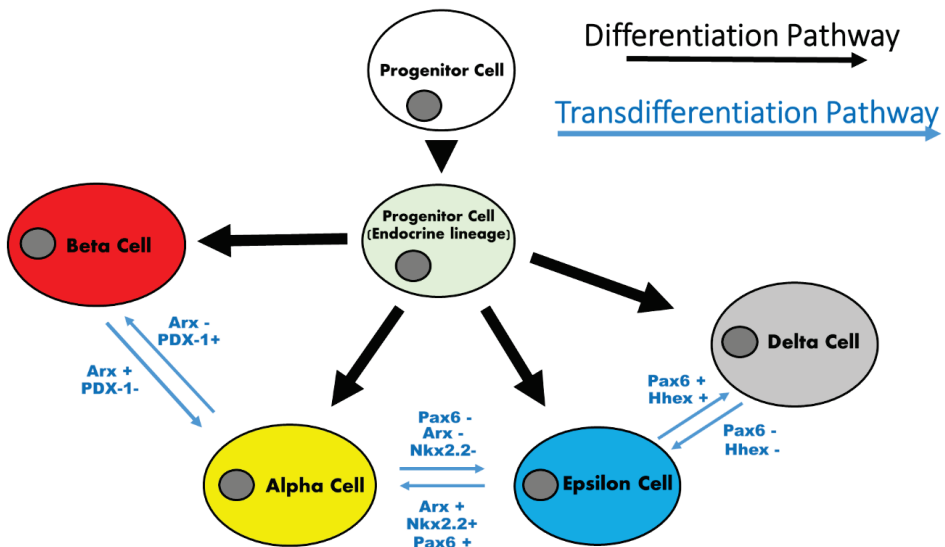 Differentiation Pathway
Transdifferentiation Pathway
Progenitor Cell
Progenitor Cell
(Endocrine lineage)
Beta Cell
Arx -
PDX-1+
Arx +
PDX-1-
Delta Cell
Pax6 +
Hhex +
Pax6 -
Hhex -
Pax6 -
Arx -
Nkx2.2-
Alpha Cell
Epsilon Cell
Arx +
Nkx2.2+
Pax6 +